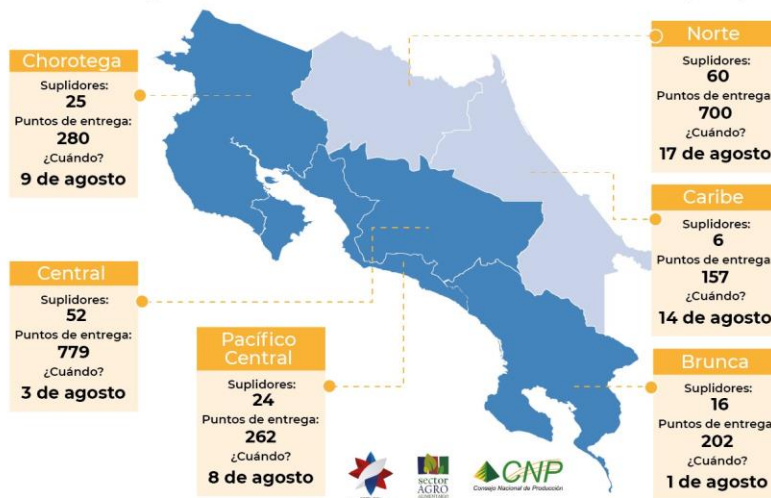 Chorotega
Suplidores:
25
Puntos de entrega:
280
¿Cuándo?
9 de agosto
Norte
Suplidores:
60
Puntos de entrega:
700
¿Cuándo?
17 de agosto
Caribe
Suplidores:
6
Puntos de entrega:
157
¿Cuándo?
14 de agosto
Central
Suplidores:
52
Puntos de entrega:
779
¿Cuándo?
3 de agosto
Pacífico
Central
Suplidores:
24
Puntos de entrega:
262
¿Cuándo?
8 de agosto
Brunca
Suplidores:
16
Puntos de entrega:
202
¿Cuándo?
1 de agosto
sector
AGRO
ALIMENTARIO
CNP
Consejo Nacional de Producción